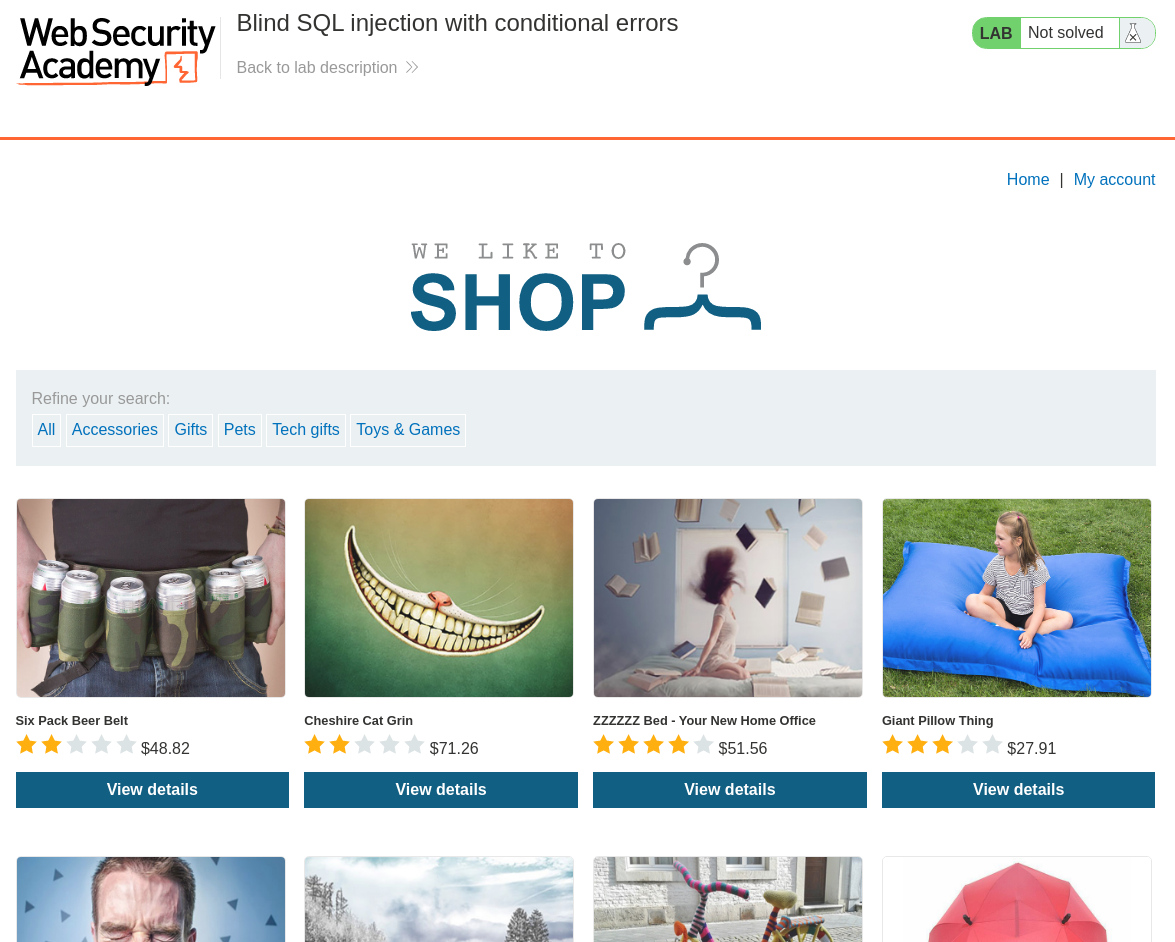 Web Security
Academy
Blind SQL injection with conditional errors
Back to lab description
LAB Not solved
Home | My account
WE LIKE TO
SHOP
Refine your search:
All Accessories Gifts Pets Tech gifts Toys & Games
Six Pack Beer Belt Cheshire Cat Grin ZZZZZZ Bed - Your New Home Office Giant Pillow Thing
$48.82 $71.26 $51.56 $27.91
View details View details View details View details